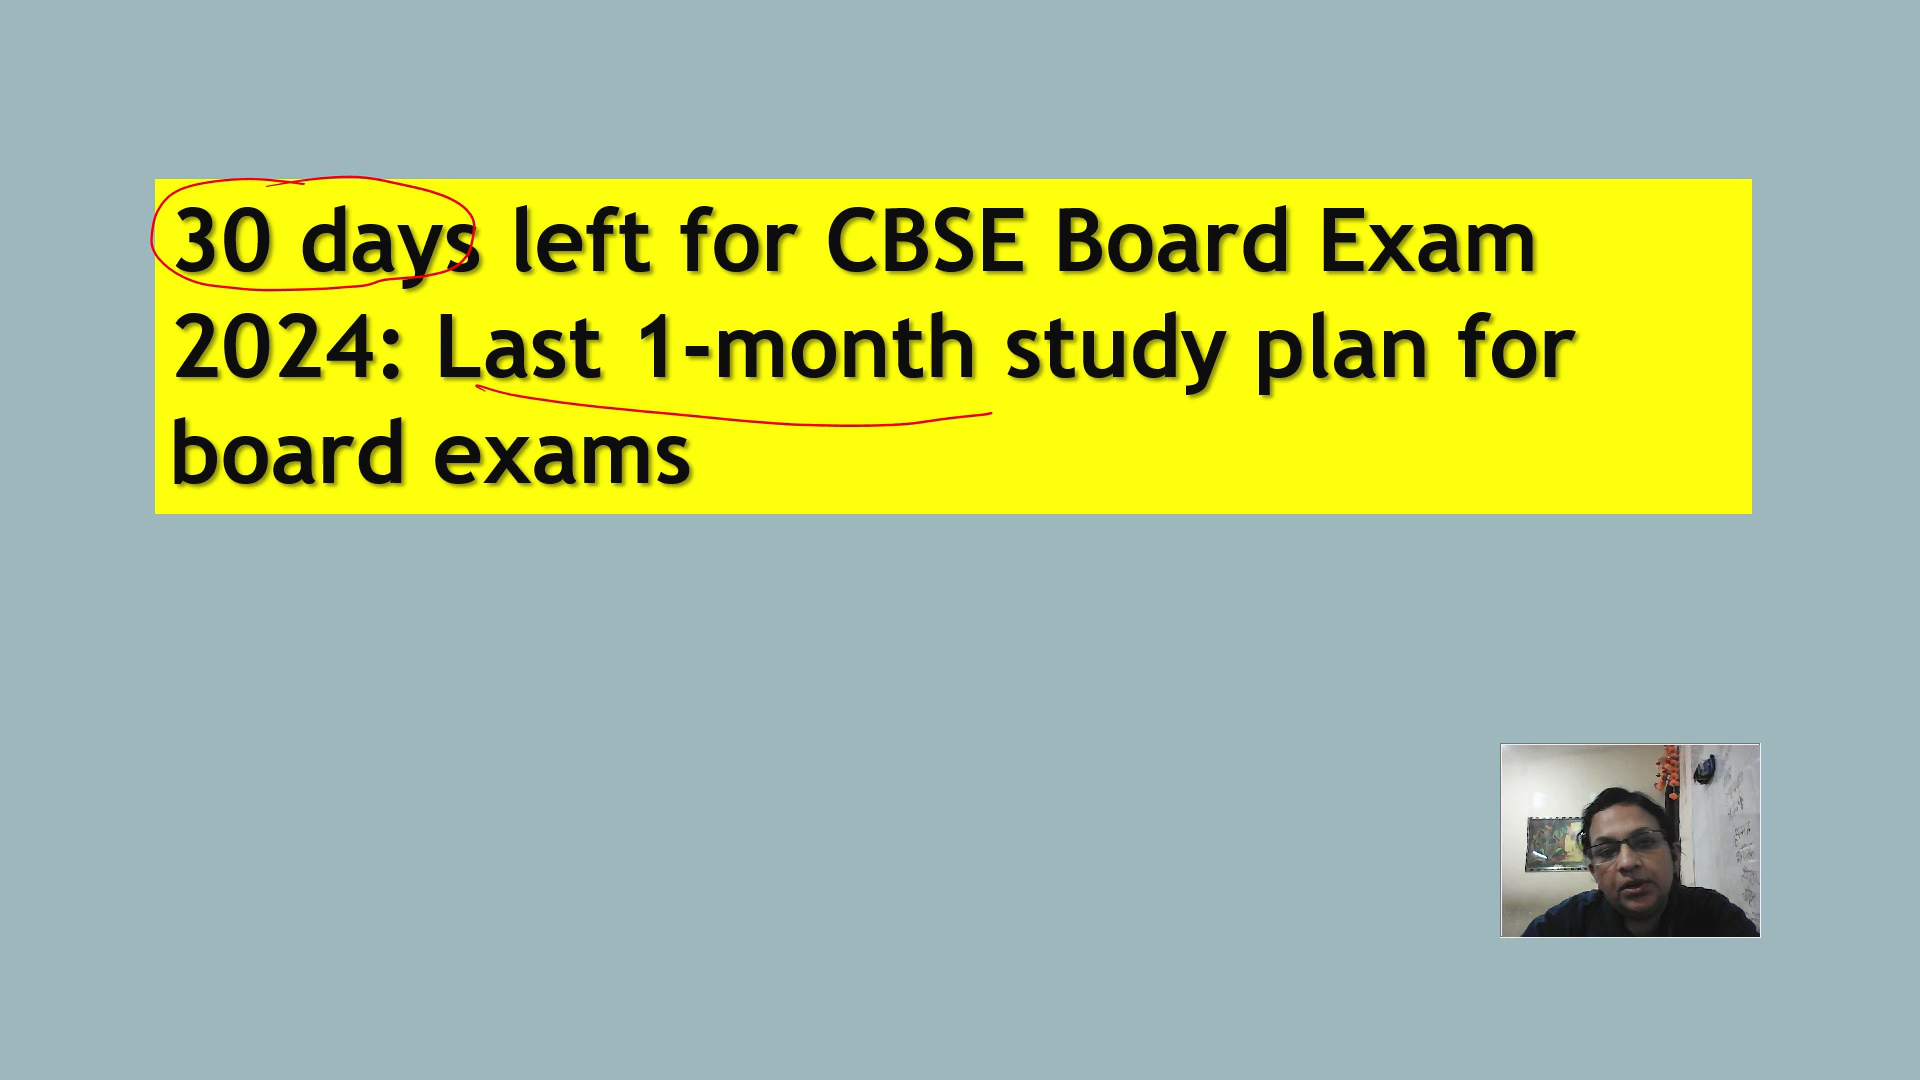 30 days left for CBSE Board Exam
2024: Last 1-month study plan for
board exams